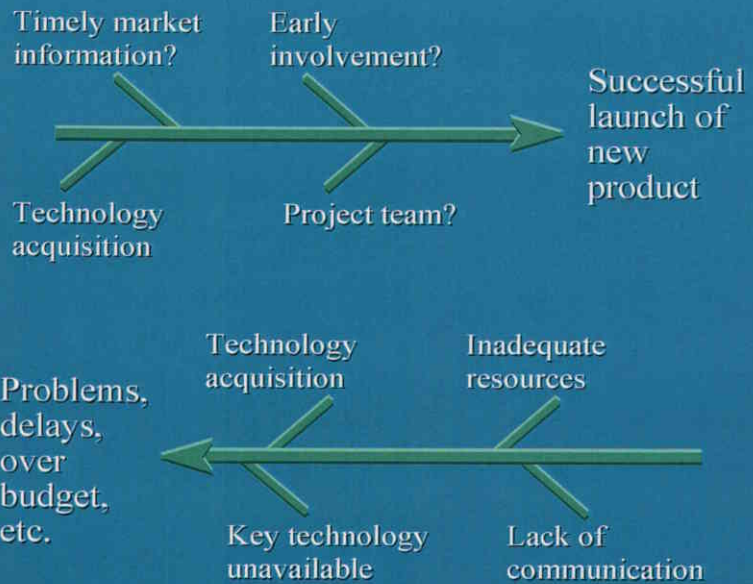 Timely market
information?
Early
involvement?
Successful
launch of
new
product
Technology
acquisition
Project team?
Technology
acquisition
Inadequate
resources
Problems,
delays,
over
budget,
etc.
Key technology
unavailable
Lack of
communication